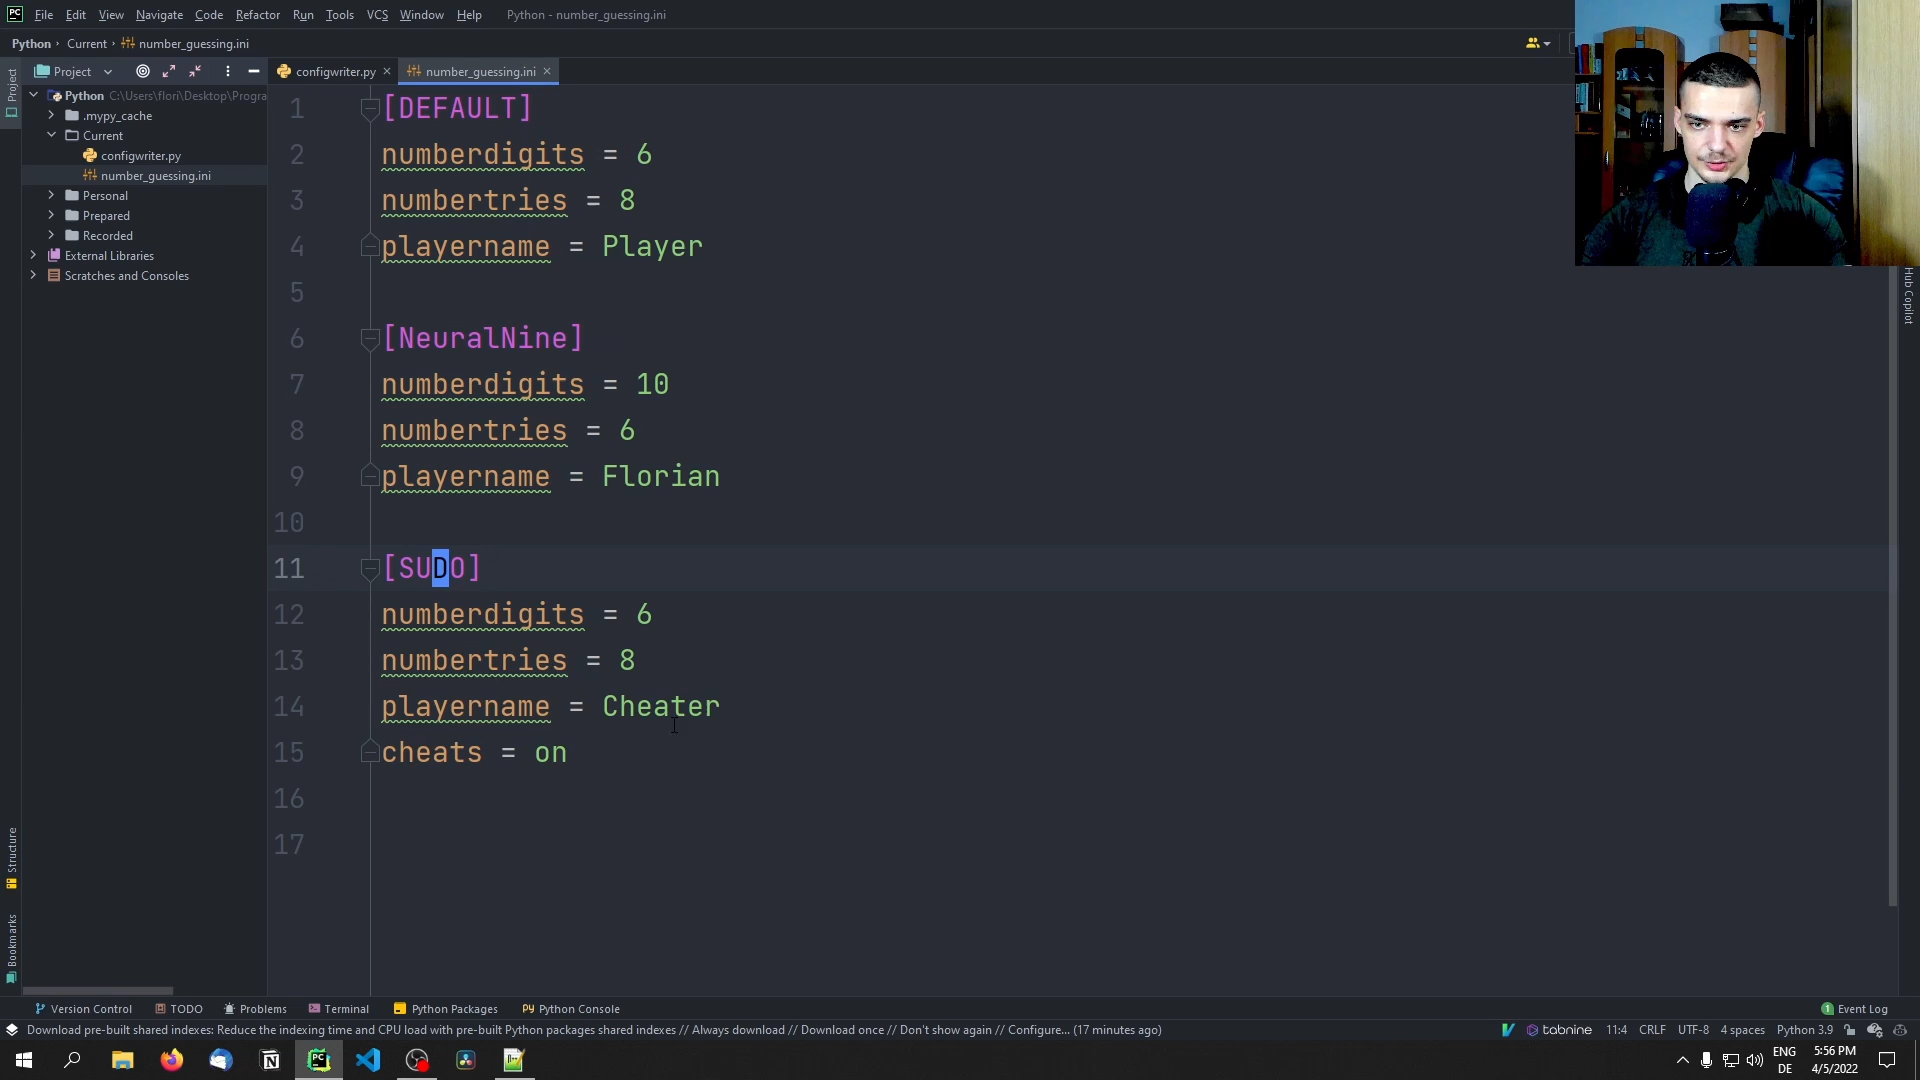 File Edit View Navigate Code Refactor Run Tools VCS Window Help Python - number_guessing.ini
Python Current number_guessing.ini
Project configwriter.py number_guessing.ini
Python C:\Users\flori\Desktop\Progra
.mypy_cache
Current
configwriter.py
number_guessing.ini
Personal
Prepared
Recorded
External Libraries
Scratches and Consoles
Project
Structure
Bookmarks
1 [DEFAULT]
2 numberdigits = 6
3 numbertries = 8
4 playername = Player
5
6 [NeuralNine]
7 numberdigits = 10
8 numbertries = 6
9 playername = Florian
10
11 [SUDO]
12 numberdigits = 6
13 numbertries = 8
14 playername = Cheater
15 cheats = on
16
17
Hub Copilot
Version Control TODO Problems Terminal Python Packages Python Console 1 Event Log
Download pre-built shared indexes: Reduce the indexing time and CPU load with pre-built Python packages shared indexes // Always download // Download once // Don't show again // Configure... (17 minutes ago) tabnine 11:4 CRLF UTF-8 4 spaces Python 3.9
ENG 5:56 PM
DE 4/5/2022